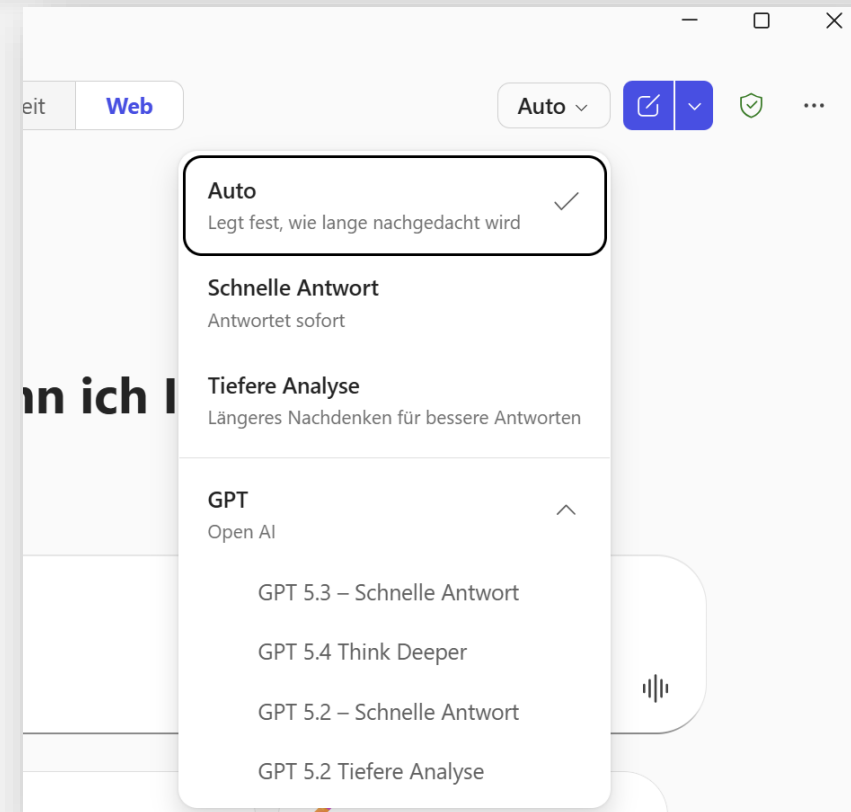 eit
Web
Auto
Auto
Legt fest, wie lange nachgedacht wird
Schnelle Antwort
Antwortet sofort
nn ich I
Tiefere Analyse
Längeres Nachdenken für bessere Antworten
GPT
Open AI
GPT 5.3 – Schnelle Antwort
GPT 5.4 Think Deeper
GPT 5.2 – Schnelle Antwort
GPT 5.2 Tiefere Analyse